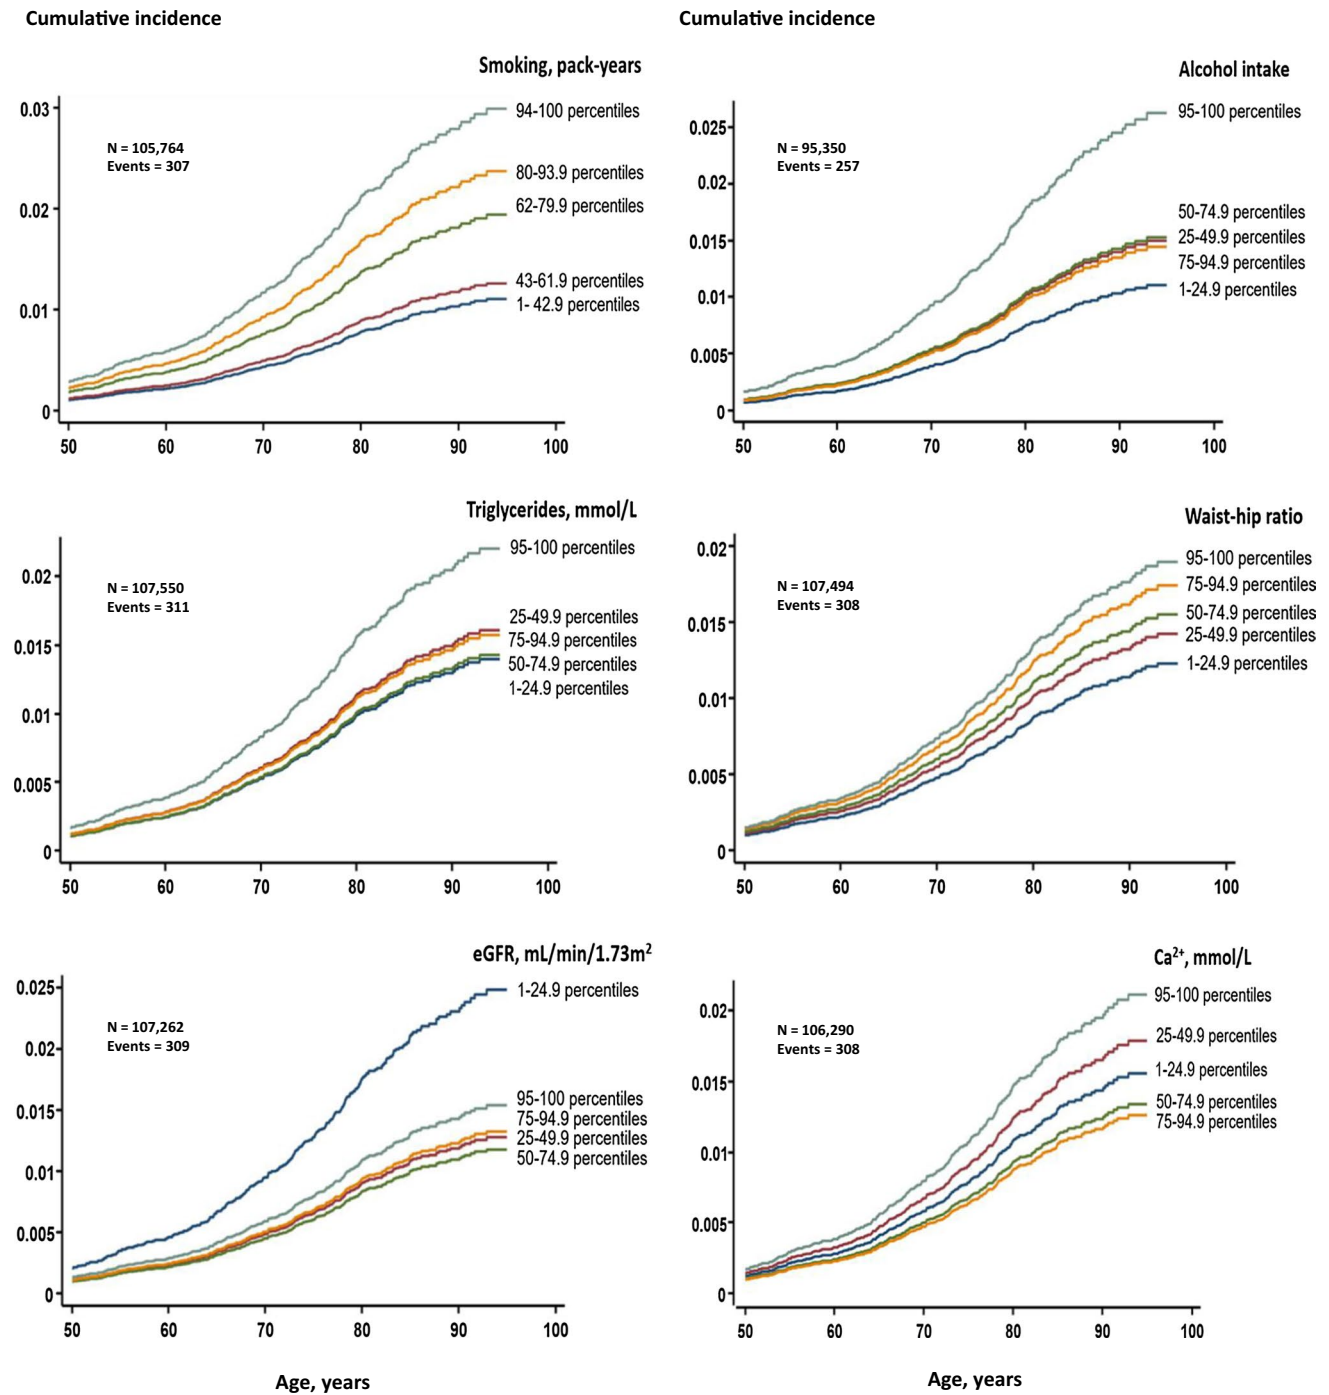 Cumulative incidence
Smoking, pack-years
0.03
0.02
0.01
0
N = 105,764
Events = 307
94-100 percentiles
80-93.9 percentiles
62-79.9 percentiles
43-61.9 percentiles
1- 42.9 percentiles
50 60 70 80 90 100
Cumulative incidence
Alcohol intake
0.025
0.02
0.015
0.01
0.005
0
N = 95,350
Events = 257
95-100 percentiles
50-74.9 percentiles
25-49.9 percentiles
75-94.9 percentiles
1-24.9 percentiles
50 60 70 80 90 100
Triglycerides, mmol/L
0.02
0.015
0.01
0.005
0
N = 107,550
Events = 311
95-100 percentiles
25-49.9 percentiles
75-94.9 percentiles
50-74.9 percentiles
1-24.9 percentiles
50 60 70 80 90 100
Waist-hip ratio
0.02
0.015
0.01
0.005
0
N = 107,494
Events = 308
95-100 percentiles
75-94.9 percentiles
50-74.9 percentiles
25-49.9 percentiles
1-24.9 percentiles
50 60 70 80 90 100
eGFR, mL/min/1.73m²
0.025
0.02
0.015
0.01
0.005
0
N = 107,262
Events = 309
1-24.9 percentiles
95-100 percentiles
75-94.9 percentiles
25-49.9 percentiles
50-74.9 percentiles
50 60 70 80 90 100
Age, years
Ca²⁺, mmol/L
0.02
0.015
0.01
0.005
0
N = 106,290
Events = 308
95-100 percentiles
25-49.9 percentiles
1-24.9 percentiles
50-74.9 percentiles
75-94.9 percentiles
50 60 70 80 90 100
Age, years